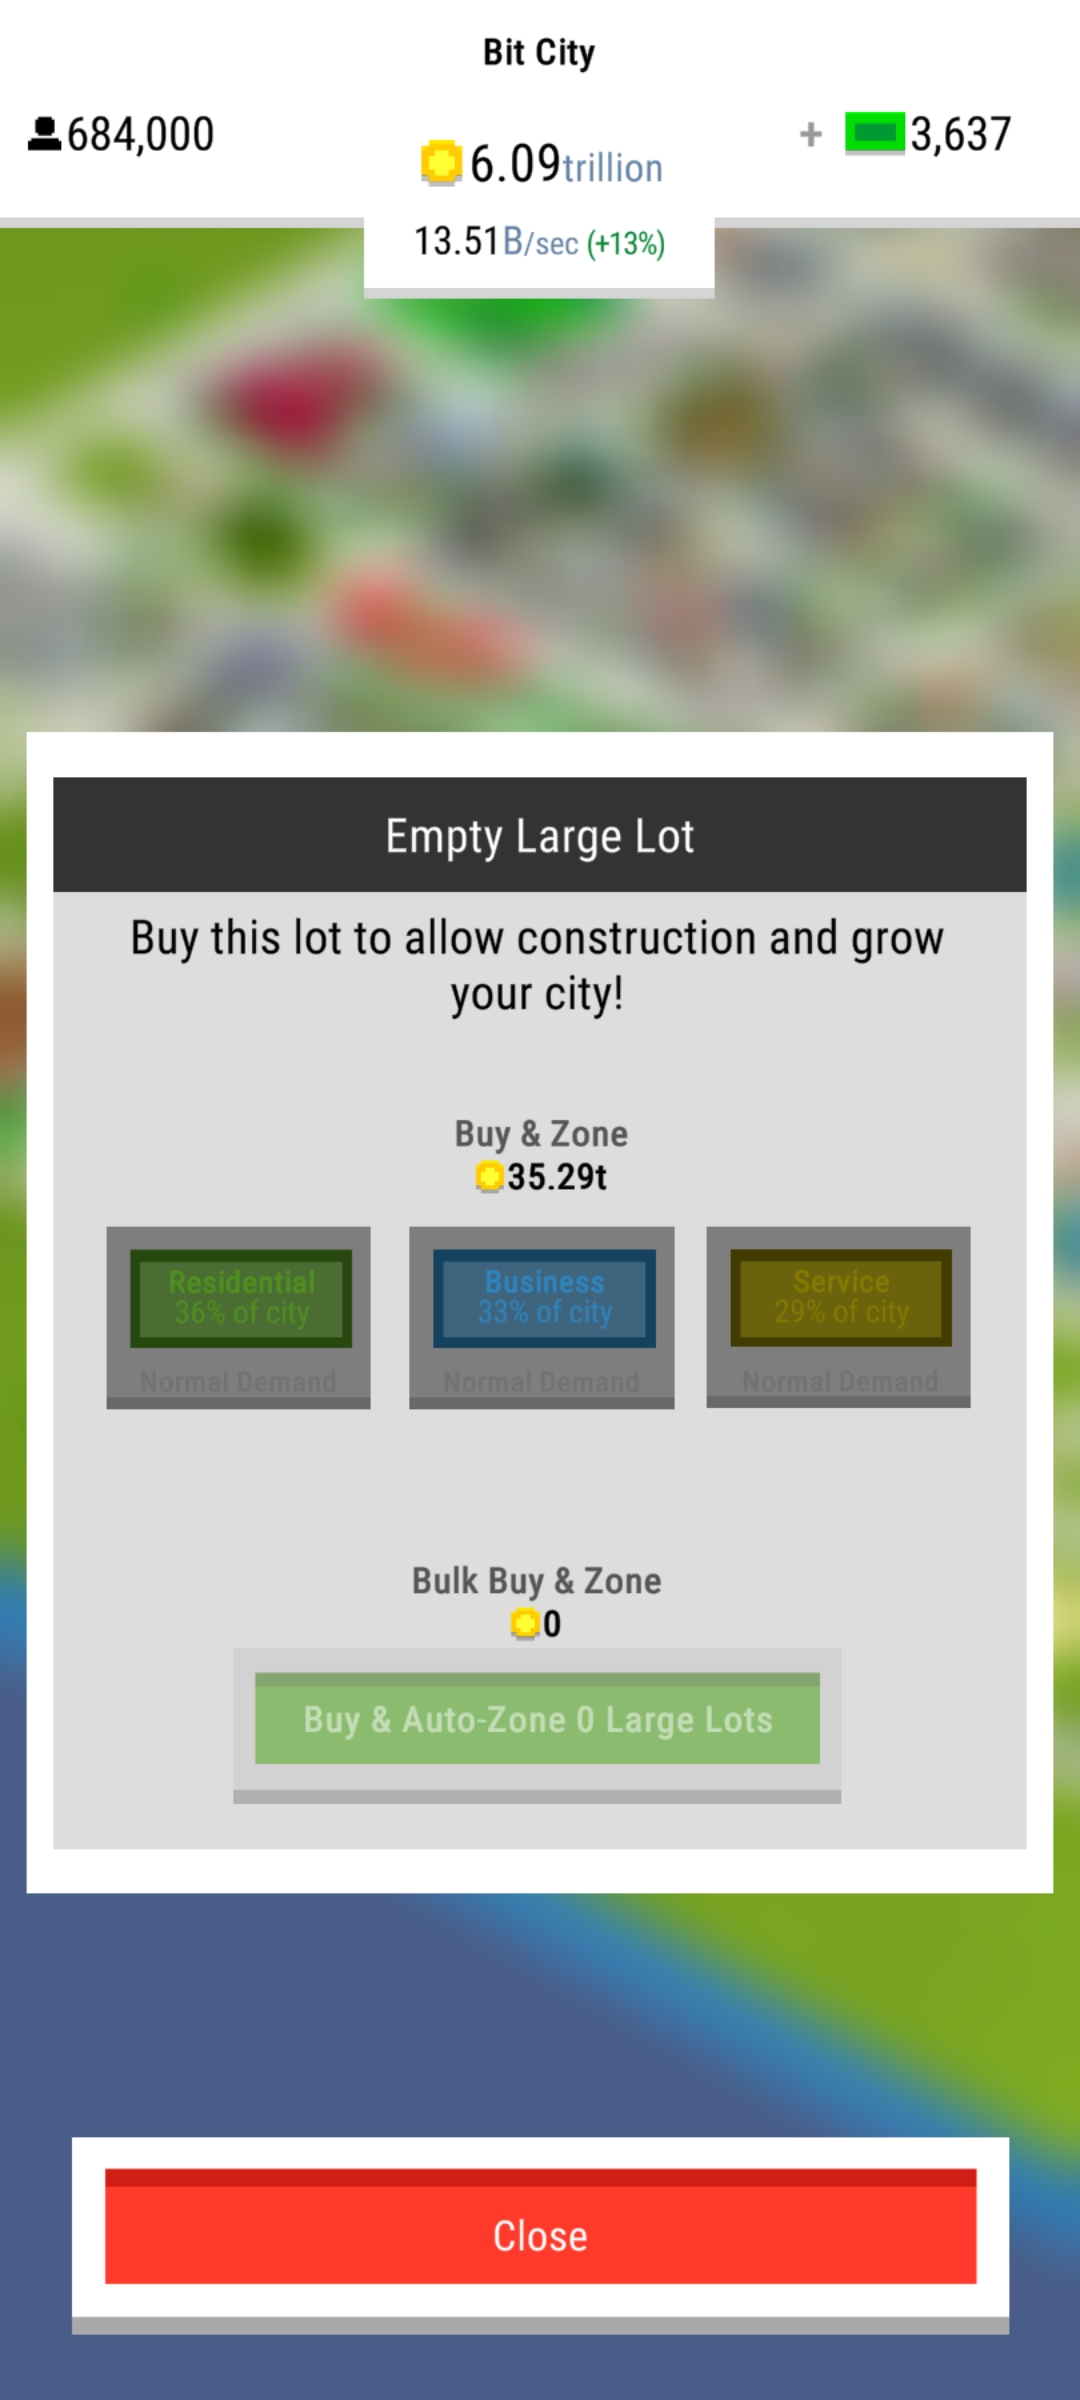 Bit City
684,000
6.09trillion
+ 3,637
13.51B/sec (+13%)
Empty Large Lot
Buy this lot to allow construction and grow
your city!
Buy & Zone
35.29t
Residential
36% of city
Normal Demand
Business
33% of city
Normal Demand
Service
29% of city
Normal Demand
Bulk Buy & Zone
0
Buy & Auto-Zone 0 Large Lots
Close